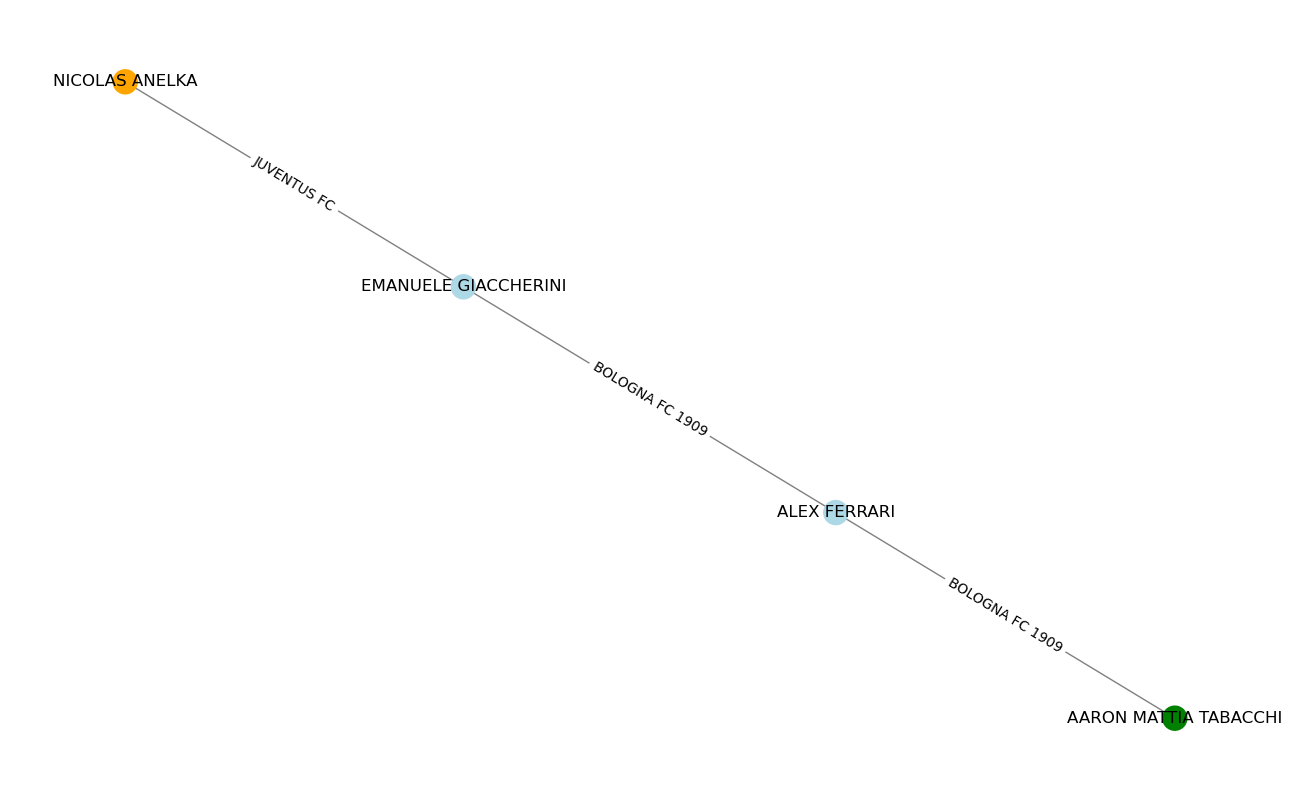 NICOLAS ANELKA
JUVENTUS FC
EMANUELE GIACCHERINI
BOLOGNA FC 1909
ALEX FERRARI
BOLOGNA FC 1909
AARON MATTIA TABACCHI